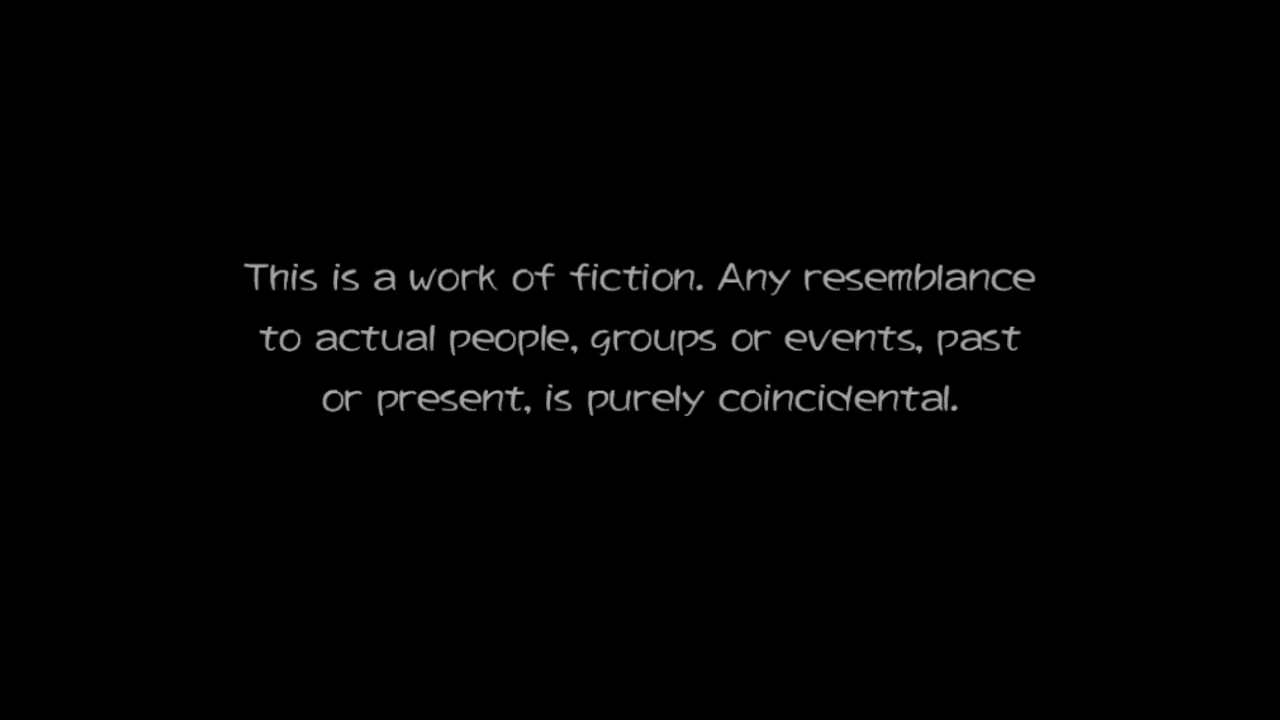 This is a work of fiction. Any resemblance
to actual people, groups or events, past
or present, is purely coincidental.